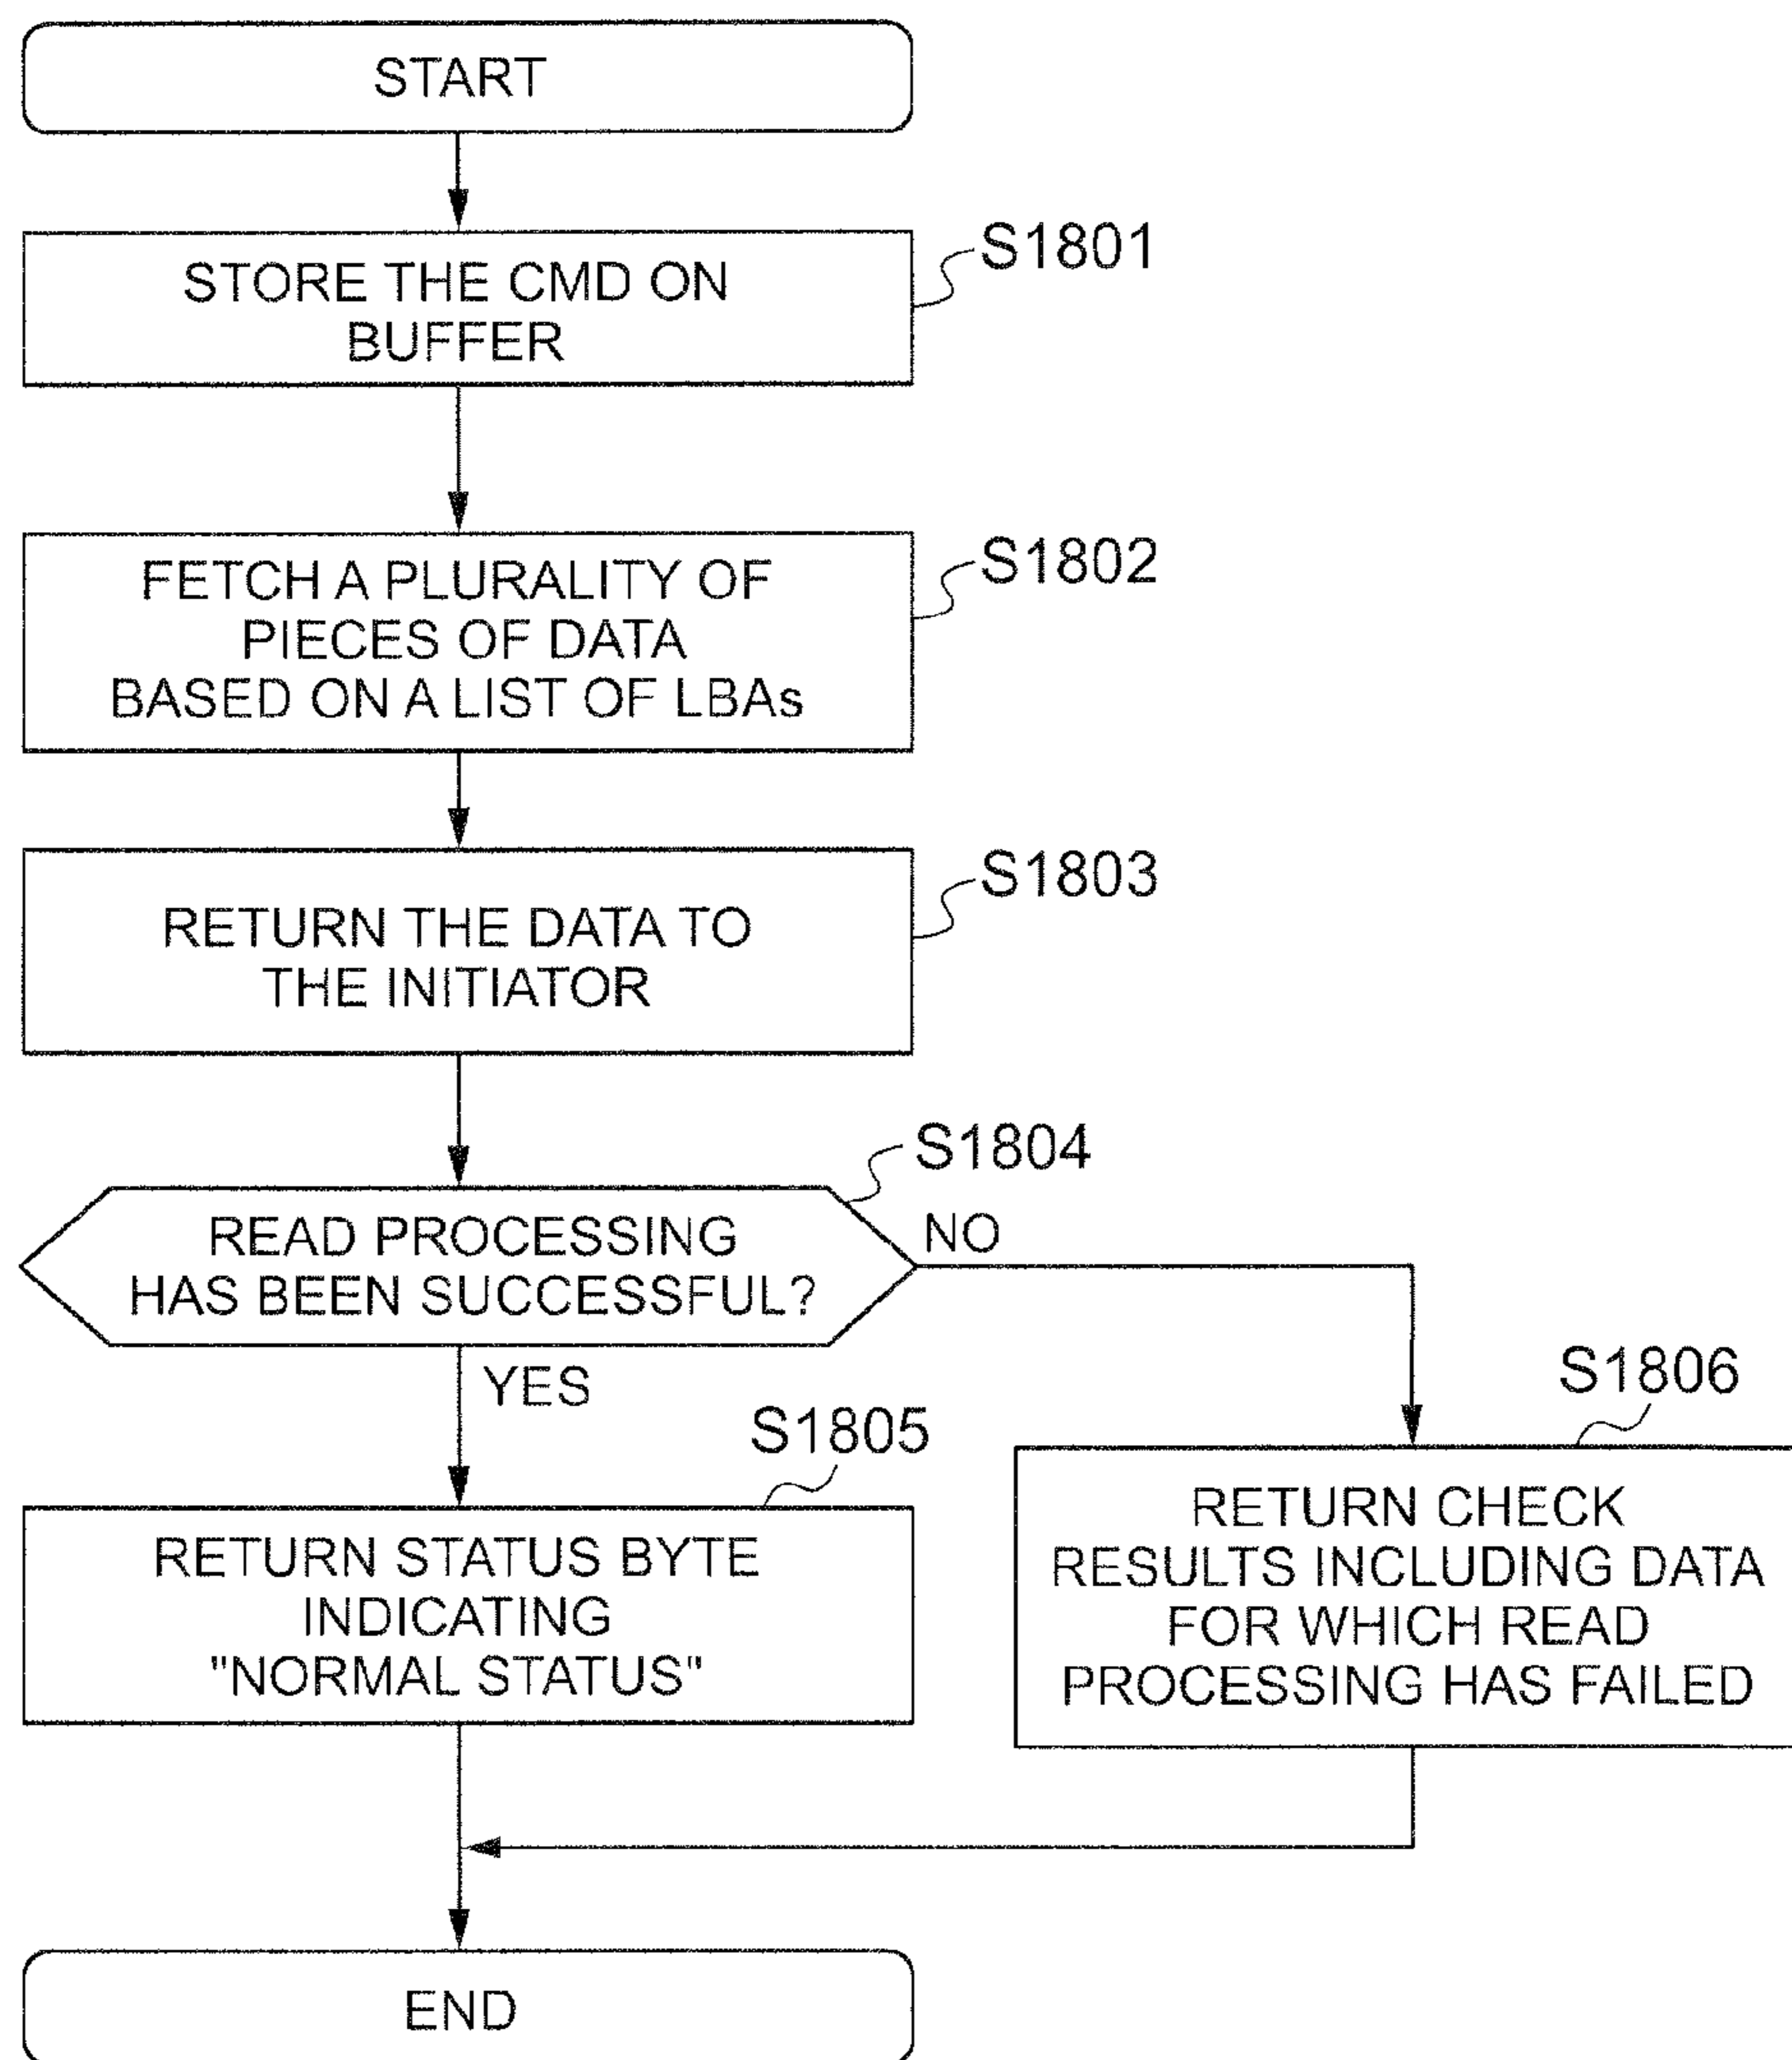 START
S1801
STORE THE CMD ON
BUFFER
S1802
FETCH A PLURALITY OF
PIECES OF DATA
BASED ON A LIST OF LBAs
S1803
RETURN THE DATA TO
THE INITIATOR
S1804
READ PROCESSING
HAS BEEN SUCCESSFUL?
NO
YES
S1805
RETURN STATUS BYTE
INDICATING
"NORMAL STATUS"
S1806
RETURN CHECK
RESULTS INCLUDING DATA
FOR WHICH READ
PROCESSING HAS FAILED
END